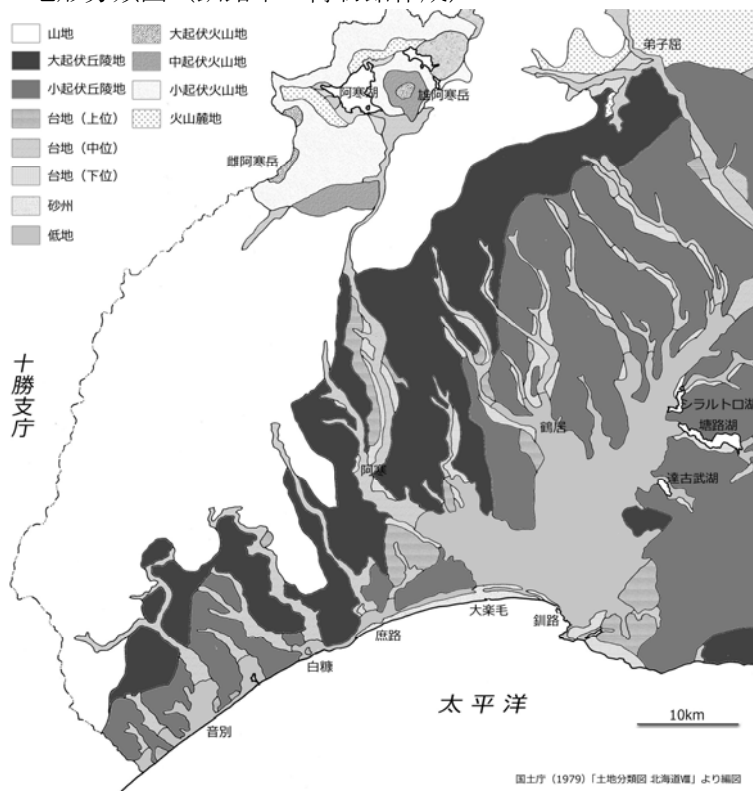 山地
大起伏丘陵地
小起伏丘陵地
台地（上位）
台地（中位）
台地（下位）
砂州
低地
大起伏火山地
中起伏火山地
小起伏火山地
火山麓地
弟子屈
阿寒湖
雄阿寒岳
雌阿寒岳
十勝支庁
シラルトロ湖
塘路湖
鶴居
阿寒
達古武湖
大楽毛
釧路
庶路
白糠
音別
太平洋
10km
国土庁（1979）「土地分類図 北海道Ⅷ」より編図